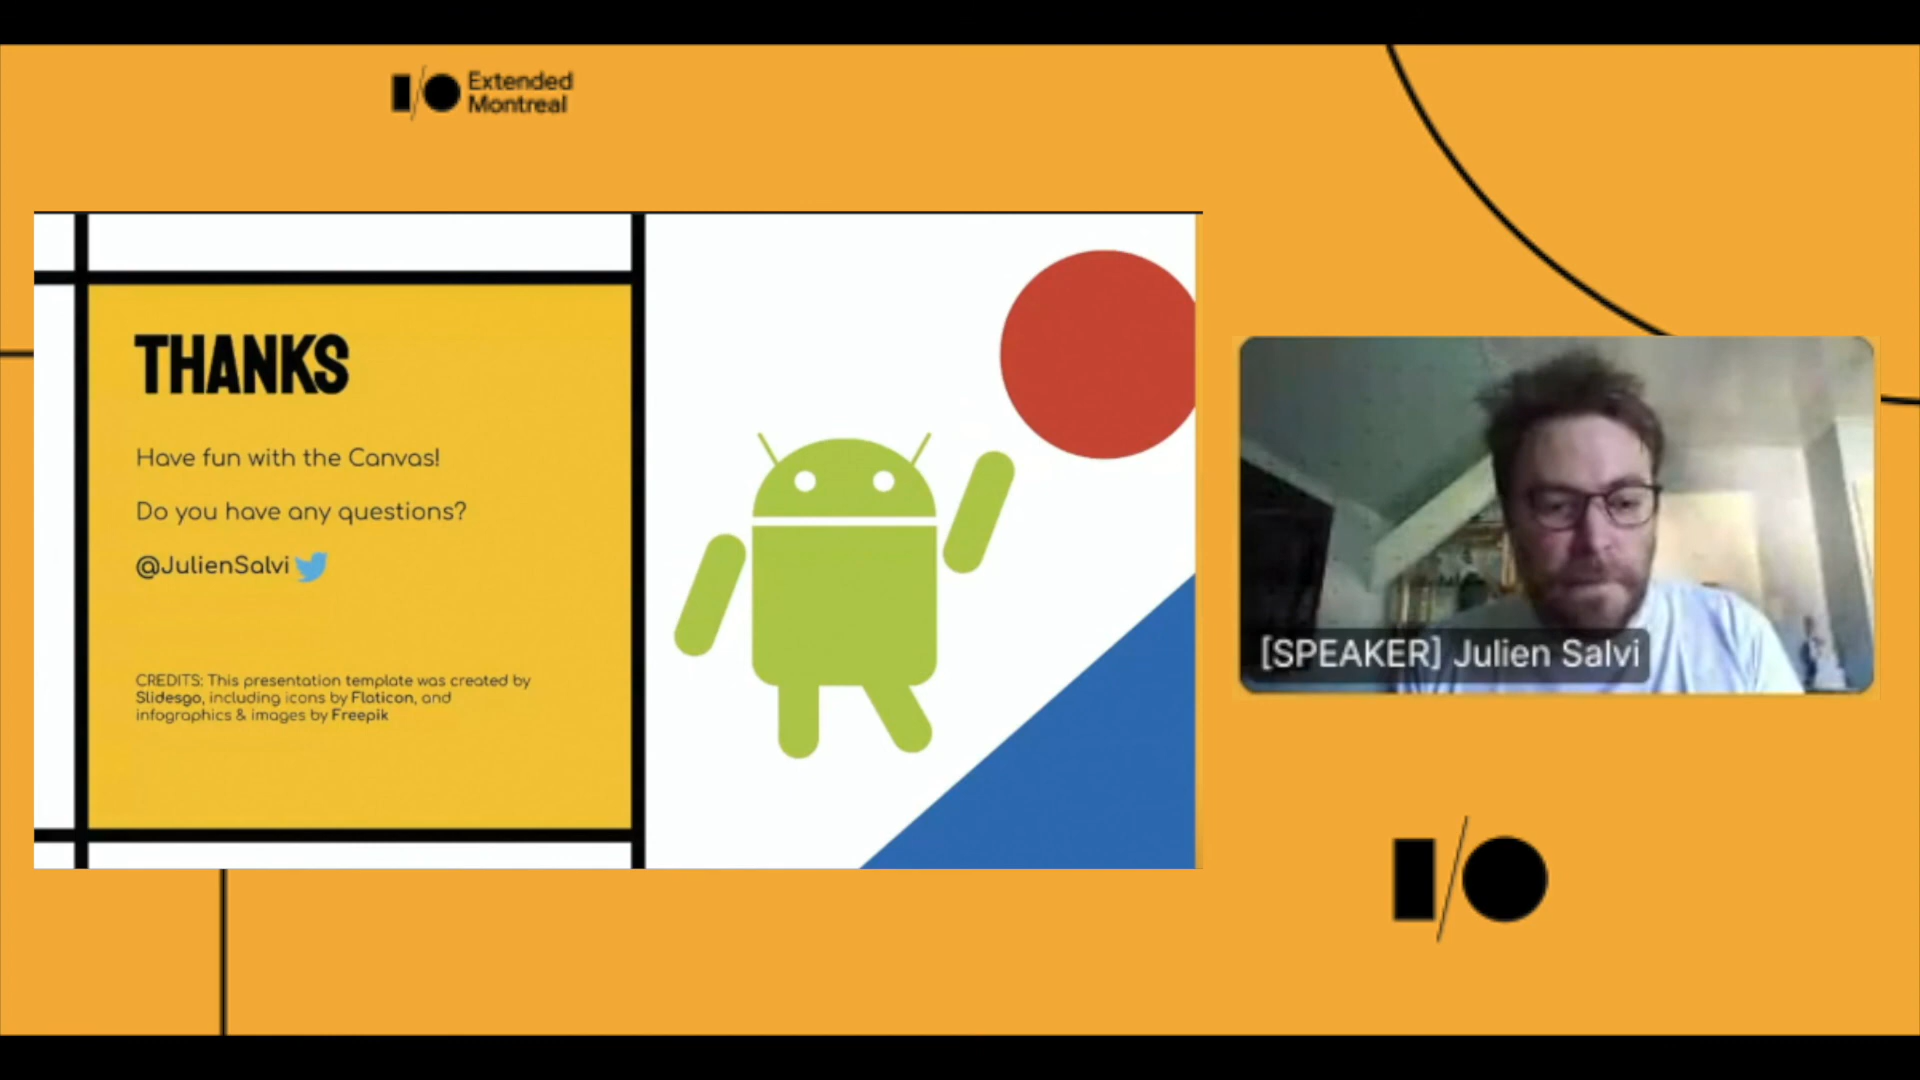 I/O Extended
Montreal
THANKS
Have fun with the Canvas!
Do you have any questions?
@JulienSalvi
CREDITS: This presentation template was created by
Slidesgo, including icons by Flaticon, and
infographics & images by Freepik
[SPEAKER] Julien Salvi
I/O